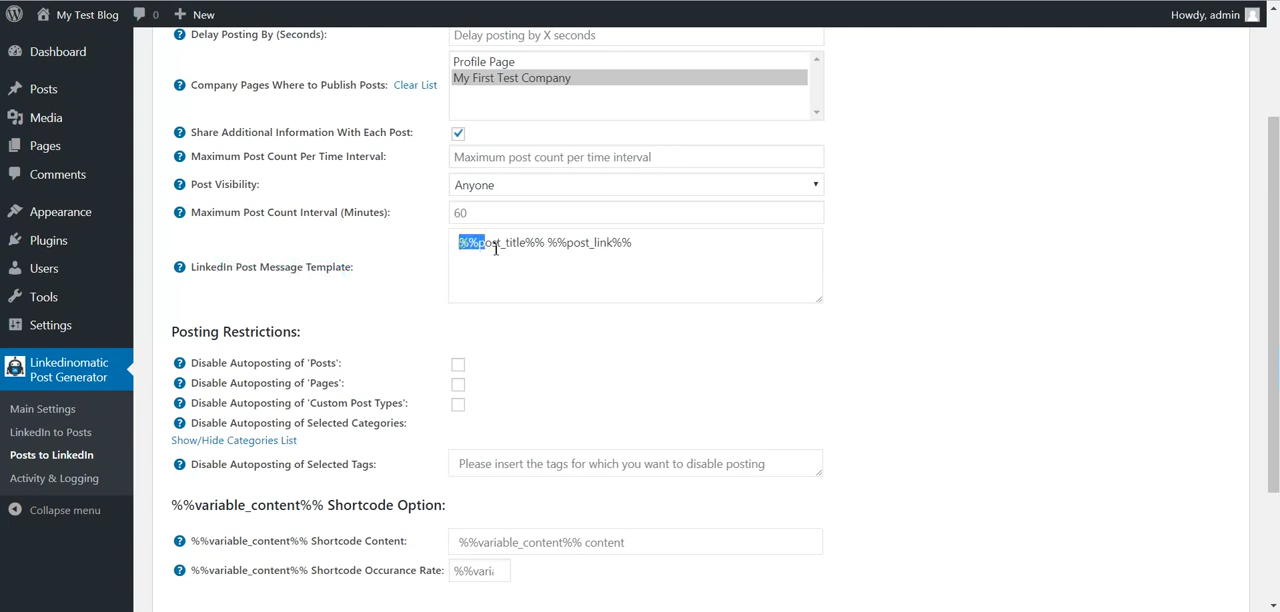 My Test Blog 0 New Howdy, admin
Dashboard
Posts
Media
Pages
Comments
Appearance
Plugins
Users
Tools
Settings
Linkedinomatic
Post Generator
Main Settings
LinkedIn to Posts
Posts to LinkedIn
Activity & Logging
Collapse menu
Delay Posting By (Seconds): Delay posting by X seconds
Profile Page
Company Pages Where to Publish Posts: Clear List My First Test Company
Share Additional Information With Each Post:
Maximum Post Count Per Time Interval: Maximum post count per time interval
Post Visibility: Anyone
Maximum Post Count Interval (Minutes): 60
%%post_title%% %%post_link%%
LinkedIn Post Message Template:
Posting Restrictions:
Disable Autoposting of 'Posts':
Disable Autoposting of 'Pages':
Disable Autoposting of 'Custom Post Types':
Disable Autoposting of Selected Categories:
Show/Hide Categories List
Disable Autoposting of Selected Tags: Please insert the tags for which you want to disable posting
%%variable_content%% Shortcode Option:
%%variable_content%% Shortcode Content: %%variable_content%% content
%%variable_content%% Shortcode Occurance Rate: %%varia